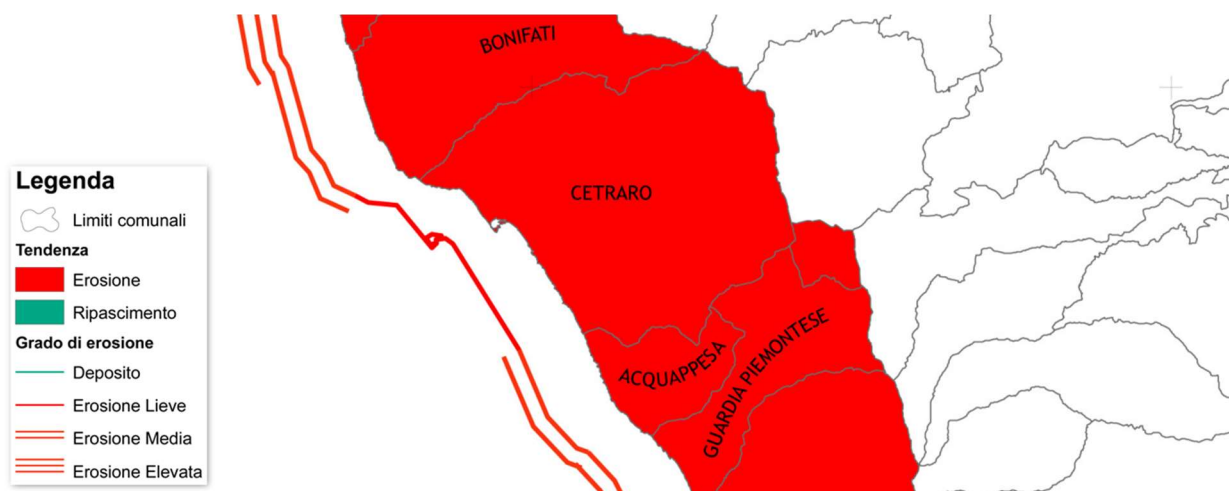 BONIFATI
CETRARO
ACQUAPPESA
GUARDIA PIEMONTESE
Legenda
Limiti comunali
Tendenza
Erosione
Ripascimento
Grado di erosione
Deposito
Erosione Lieve
Erosione Media
Erosione Elevata